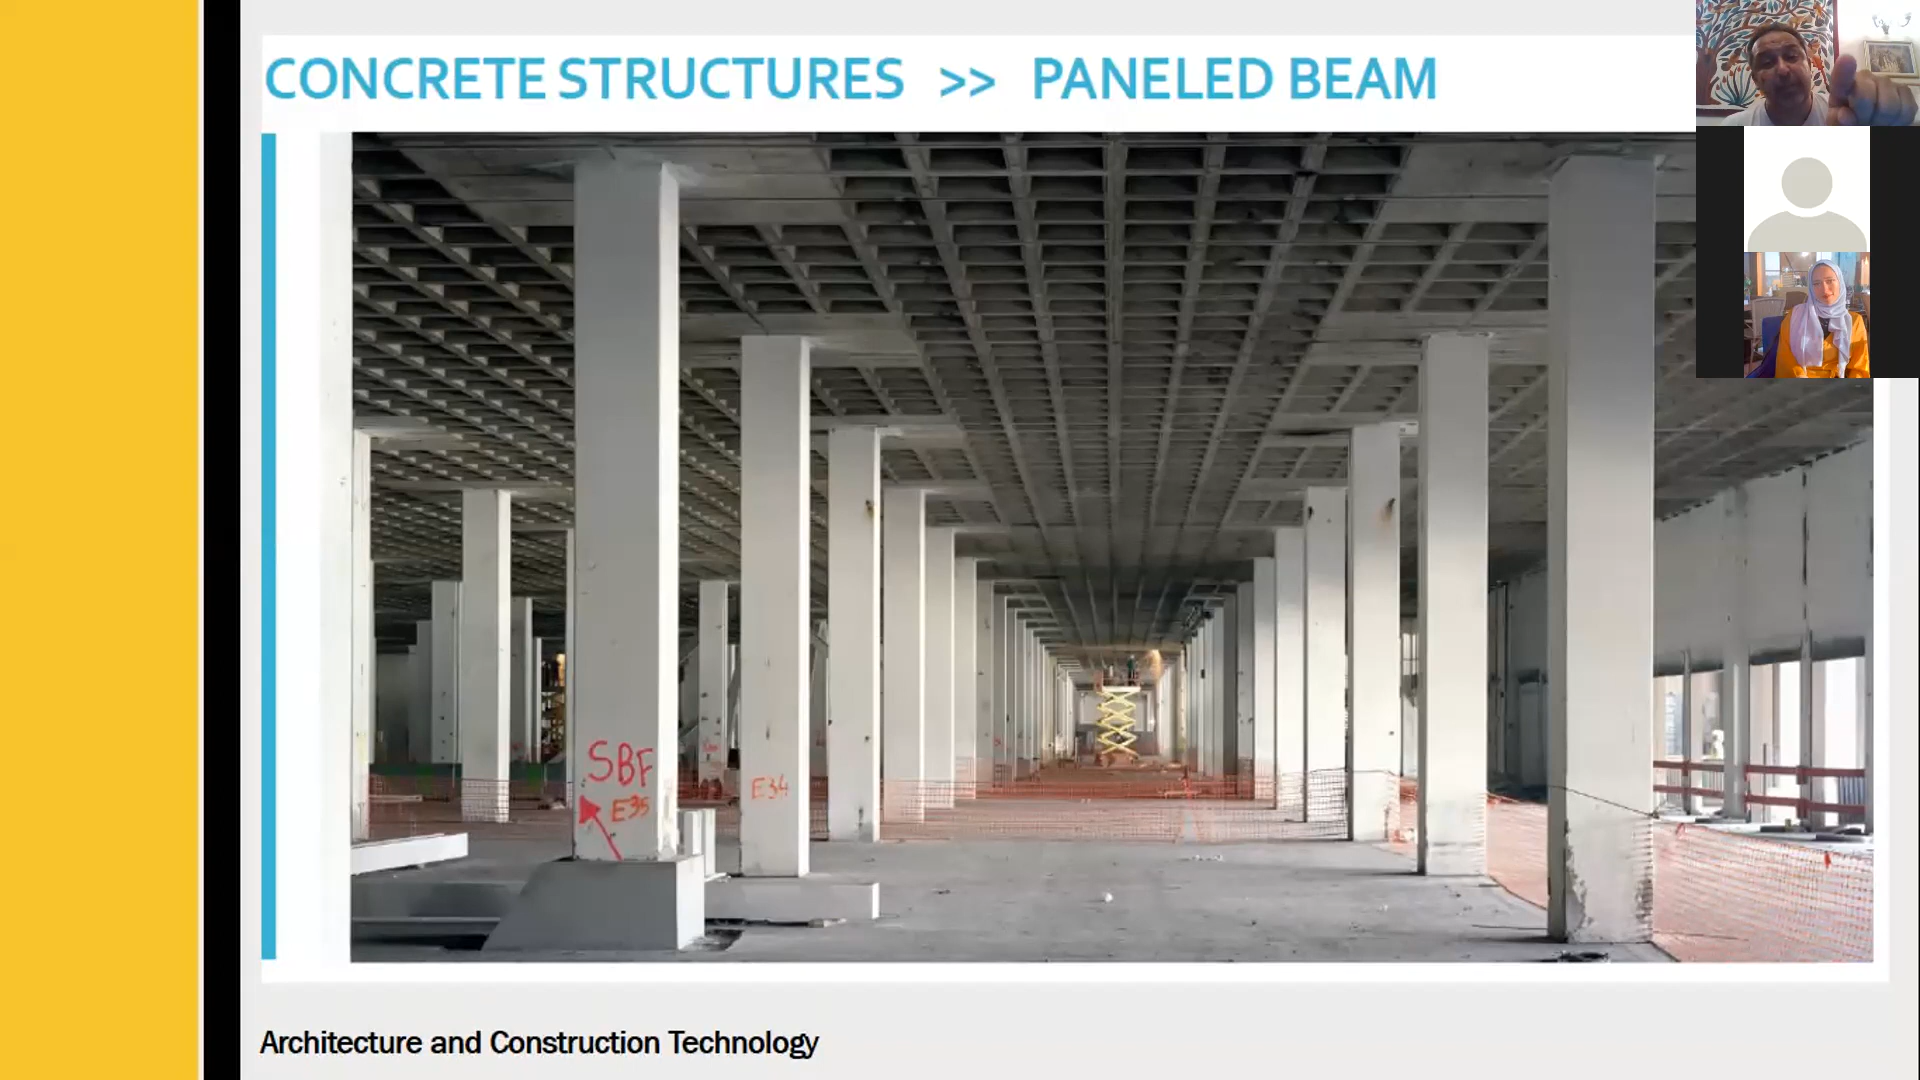 CONCRETE STRUCTURES >> PANELED BEAM
SBF
E35
E34
Architecture and Construction Technology